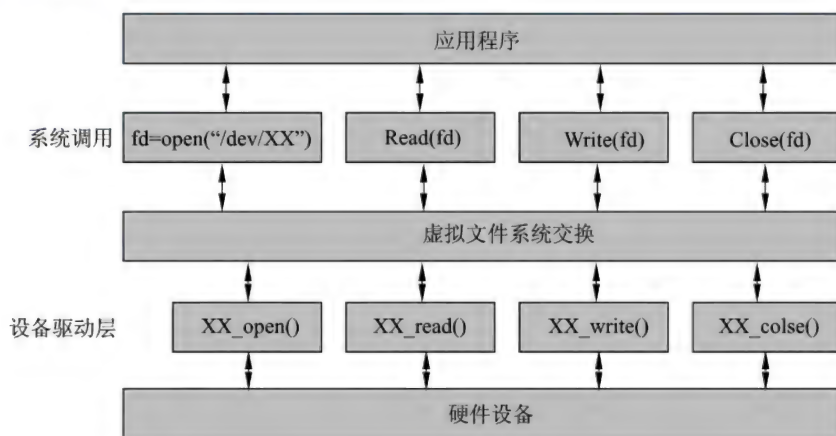 应用程序
系统调用 fd=open(“/dev/XX”) Read(fd) Write(fd) Close(fd)
虚拟文件系统交换
设备驱动层 XX_open() XX_read() XX_write() XX_colse()
硬件设备